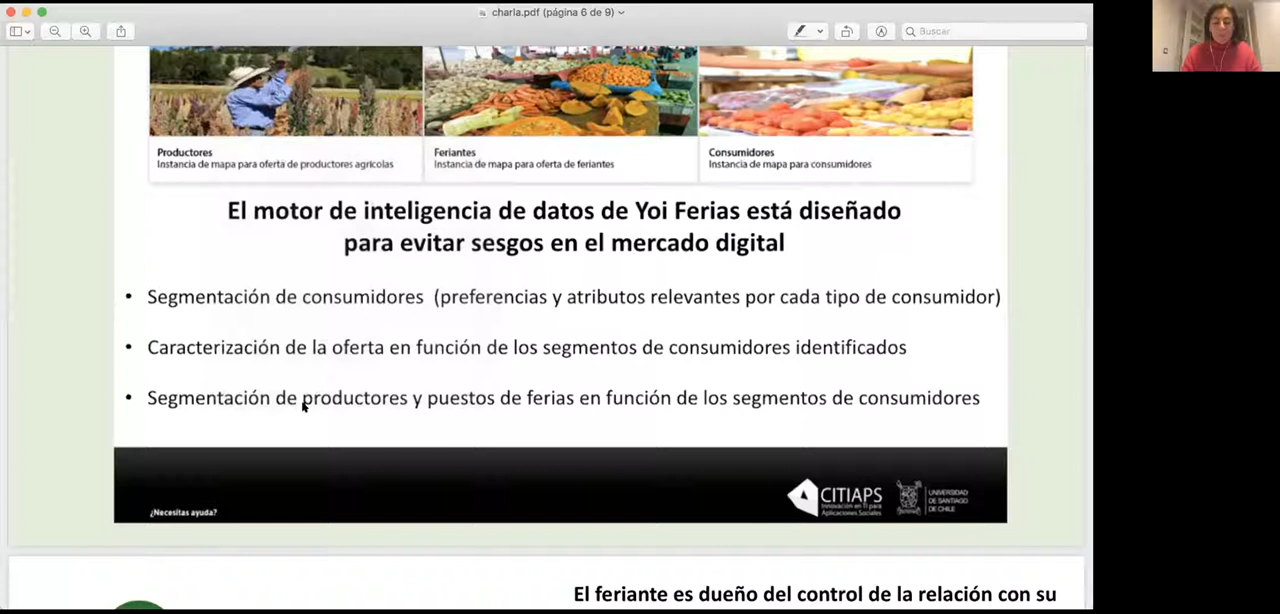 charla.pdf (página 6 de 9)
Buscar
Productores
Instancia de mapa para oferta de productores agrícolas
Feriantes
Instancia de mapa para oferta de feriantes
Consumidores
Instancia de mapa para consumidores
El motor de inteligencia de datos de Yoi Ferias está diseñado
para evitar sesgos en el mercado digital
• Segmentación de consumidores (preferencias y atributos relevantes por cada tipo de consumidor)
• Caracterización de la oferta en función de los segmentos de consumidores identificados
• Segmentación de productores y puestos de ferias en función de los segmentos de consumidores
¿Necesitas ayuda?
CITIAPS
Innovación en TI para
Aplicaciones Sociales
UNIVERSIDAD
DE SANTIAGO
DE CHILE
El feriante es dueño del control de la relación con su